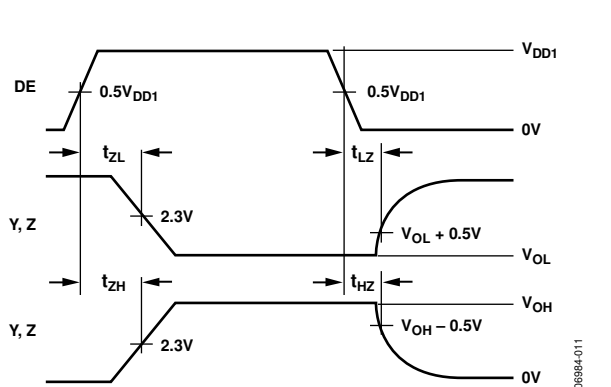 V_DD1
DE
0.5V_DD1
0.5V_DD1
0V
t_ZL
t_LZ
Y, Z
2.3V
V_OL + 0.5V
V_OL
t_ZH
t_HZ
V_OH
Y, Z
2.3V
V_OH – 0.5V
0V
06984-011